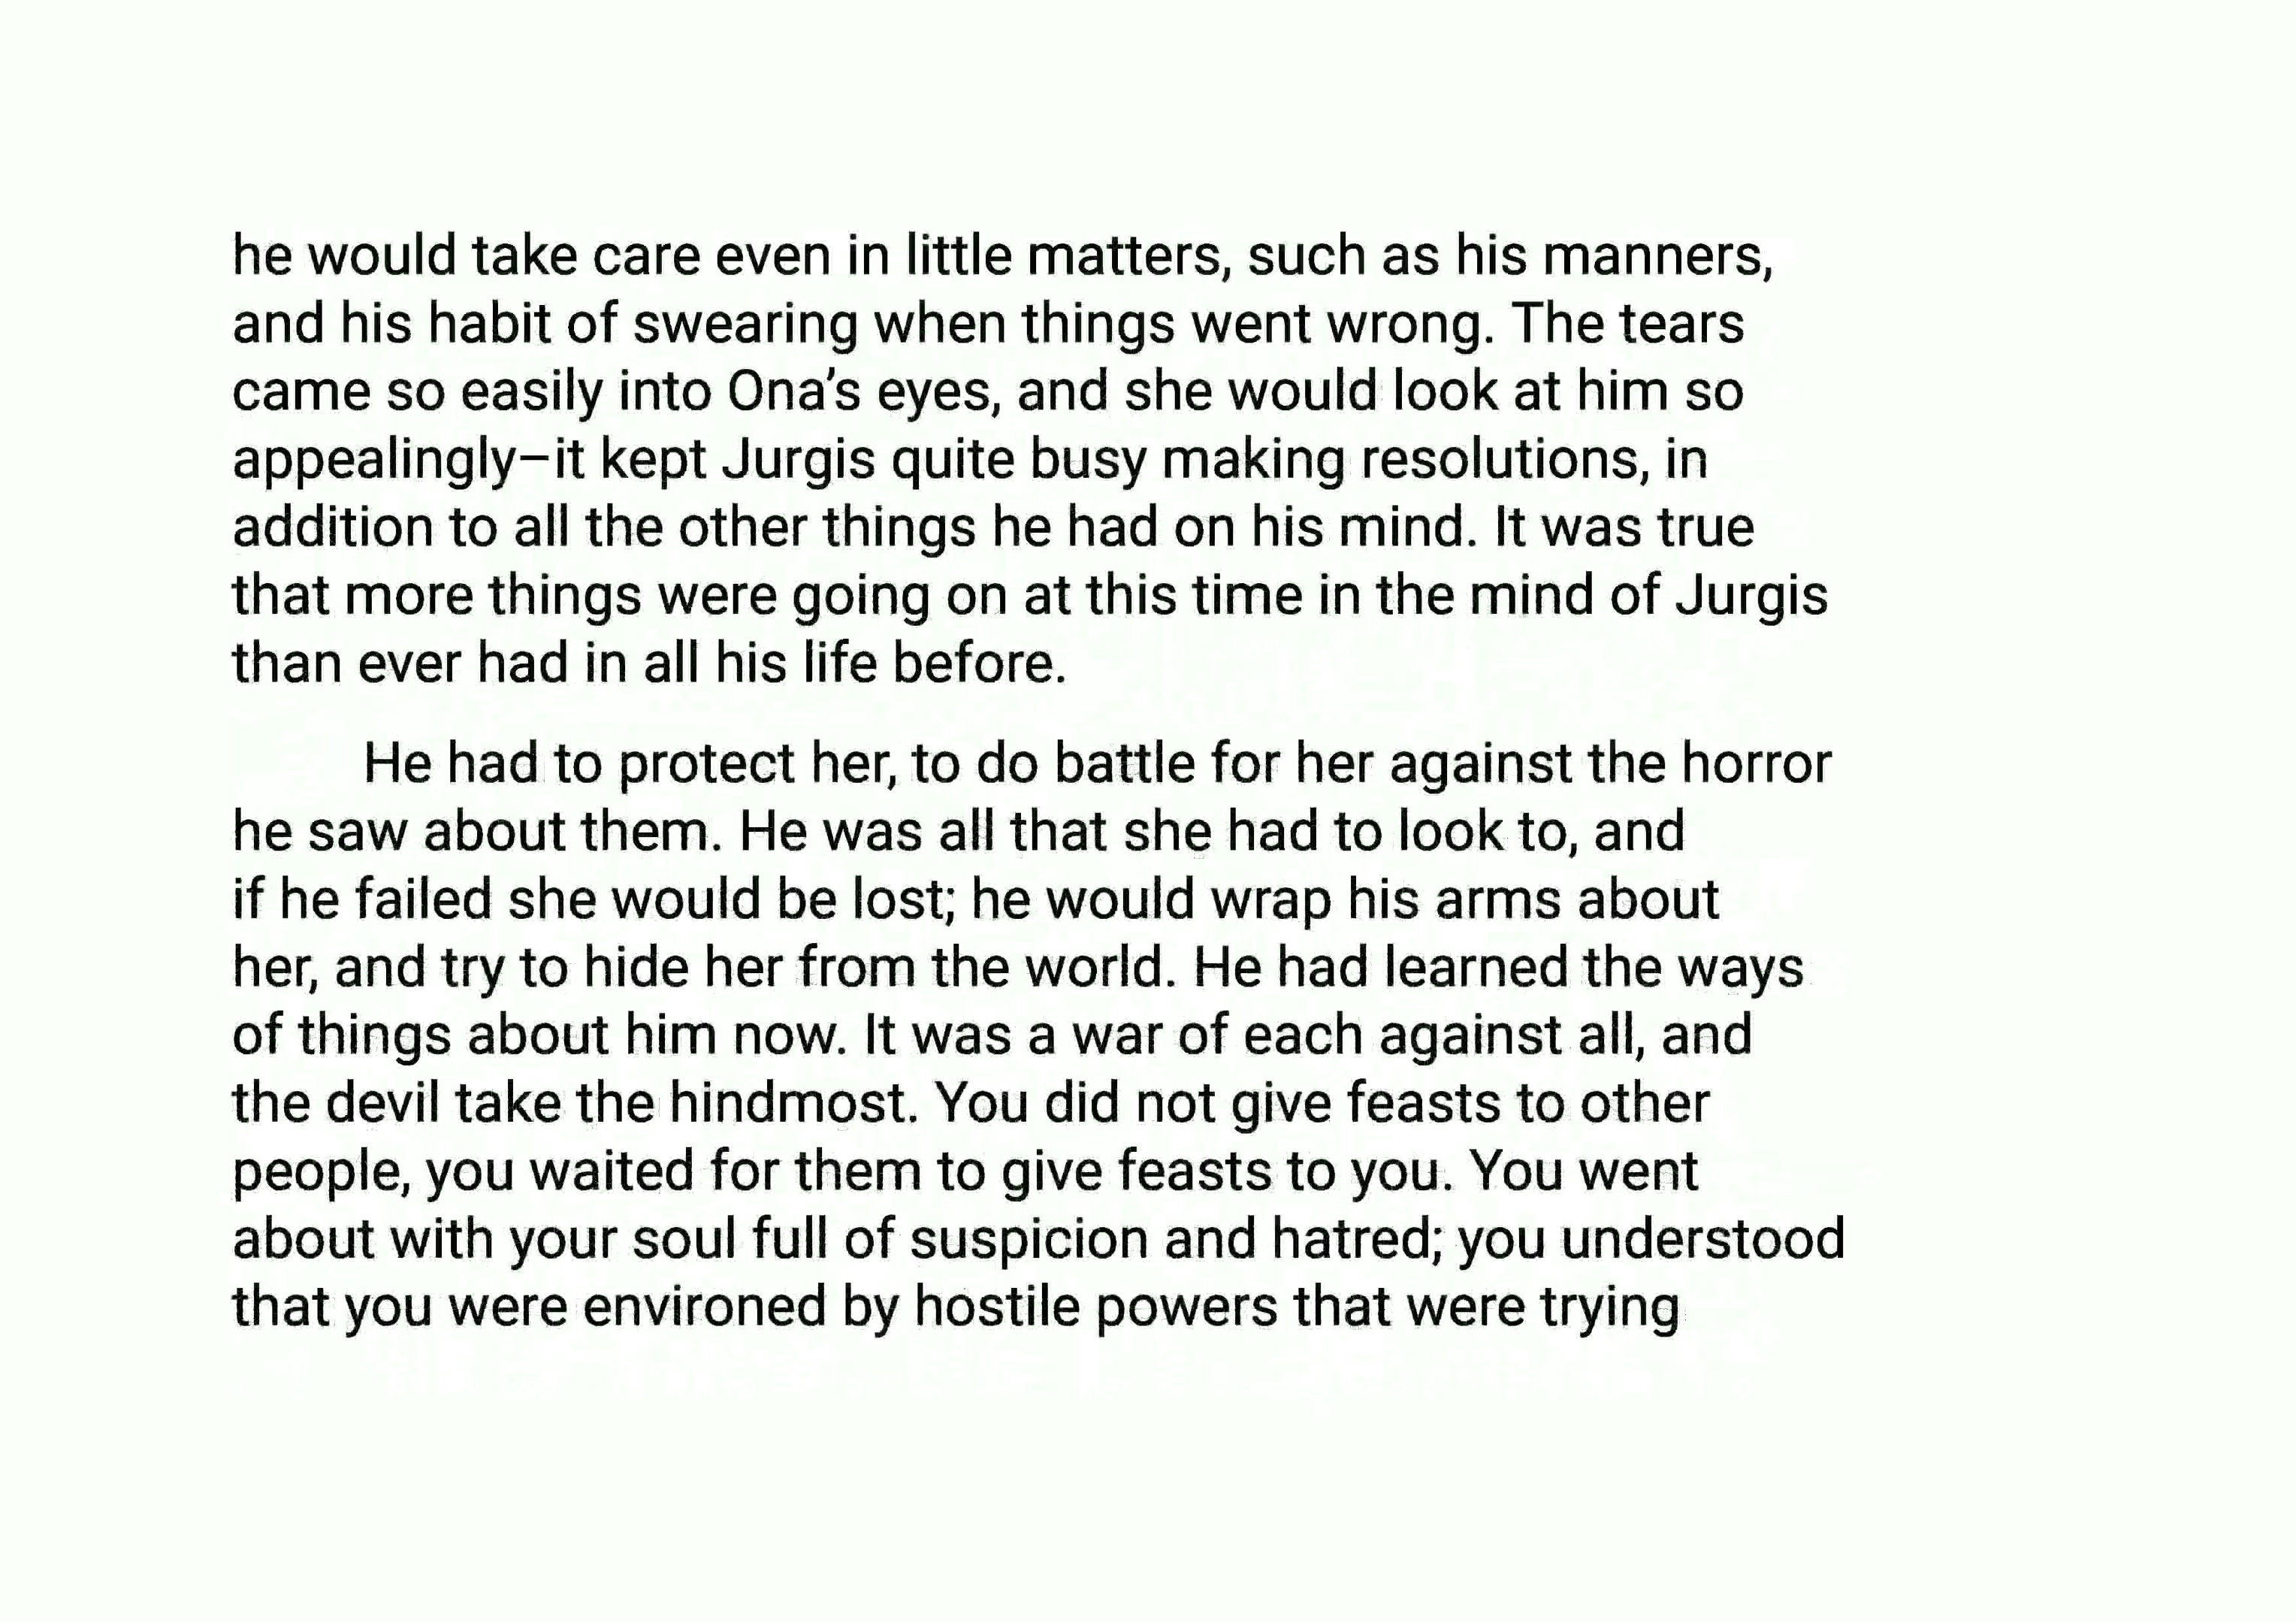 he would take care even in little matters, such as his manners,
and his habit of swearing when things went wrong. The tears
came so easily into Ona’s eyes, and she would look at him so
appealingly–it kept Jurgis quite busy making resolutions, in
addition to all the other things he had on his mind. It was true
that more things were going on at this time in the mind of Jurgis
than ever had in all his life before.
He had to protect her, to do battle for her against the horror
he saw about them. He was all that she had to look to, and
if he failed she would be lost; he would wrap his arms about
her, and try to hide her from the world. He had learned the ways
of things about him now. It was a war of each against all, and
the devil take the hindmost. You did not give feasts to other
people, you waited for them to give feasts to you. You went
about with your soul full of suspicion and hatred; you understood
that you were environed by hostile powers that were trying